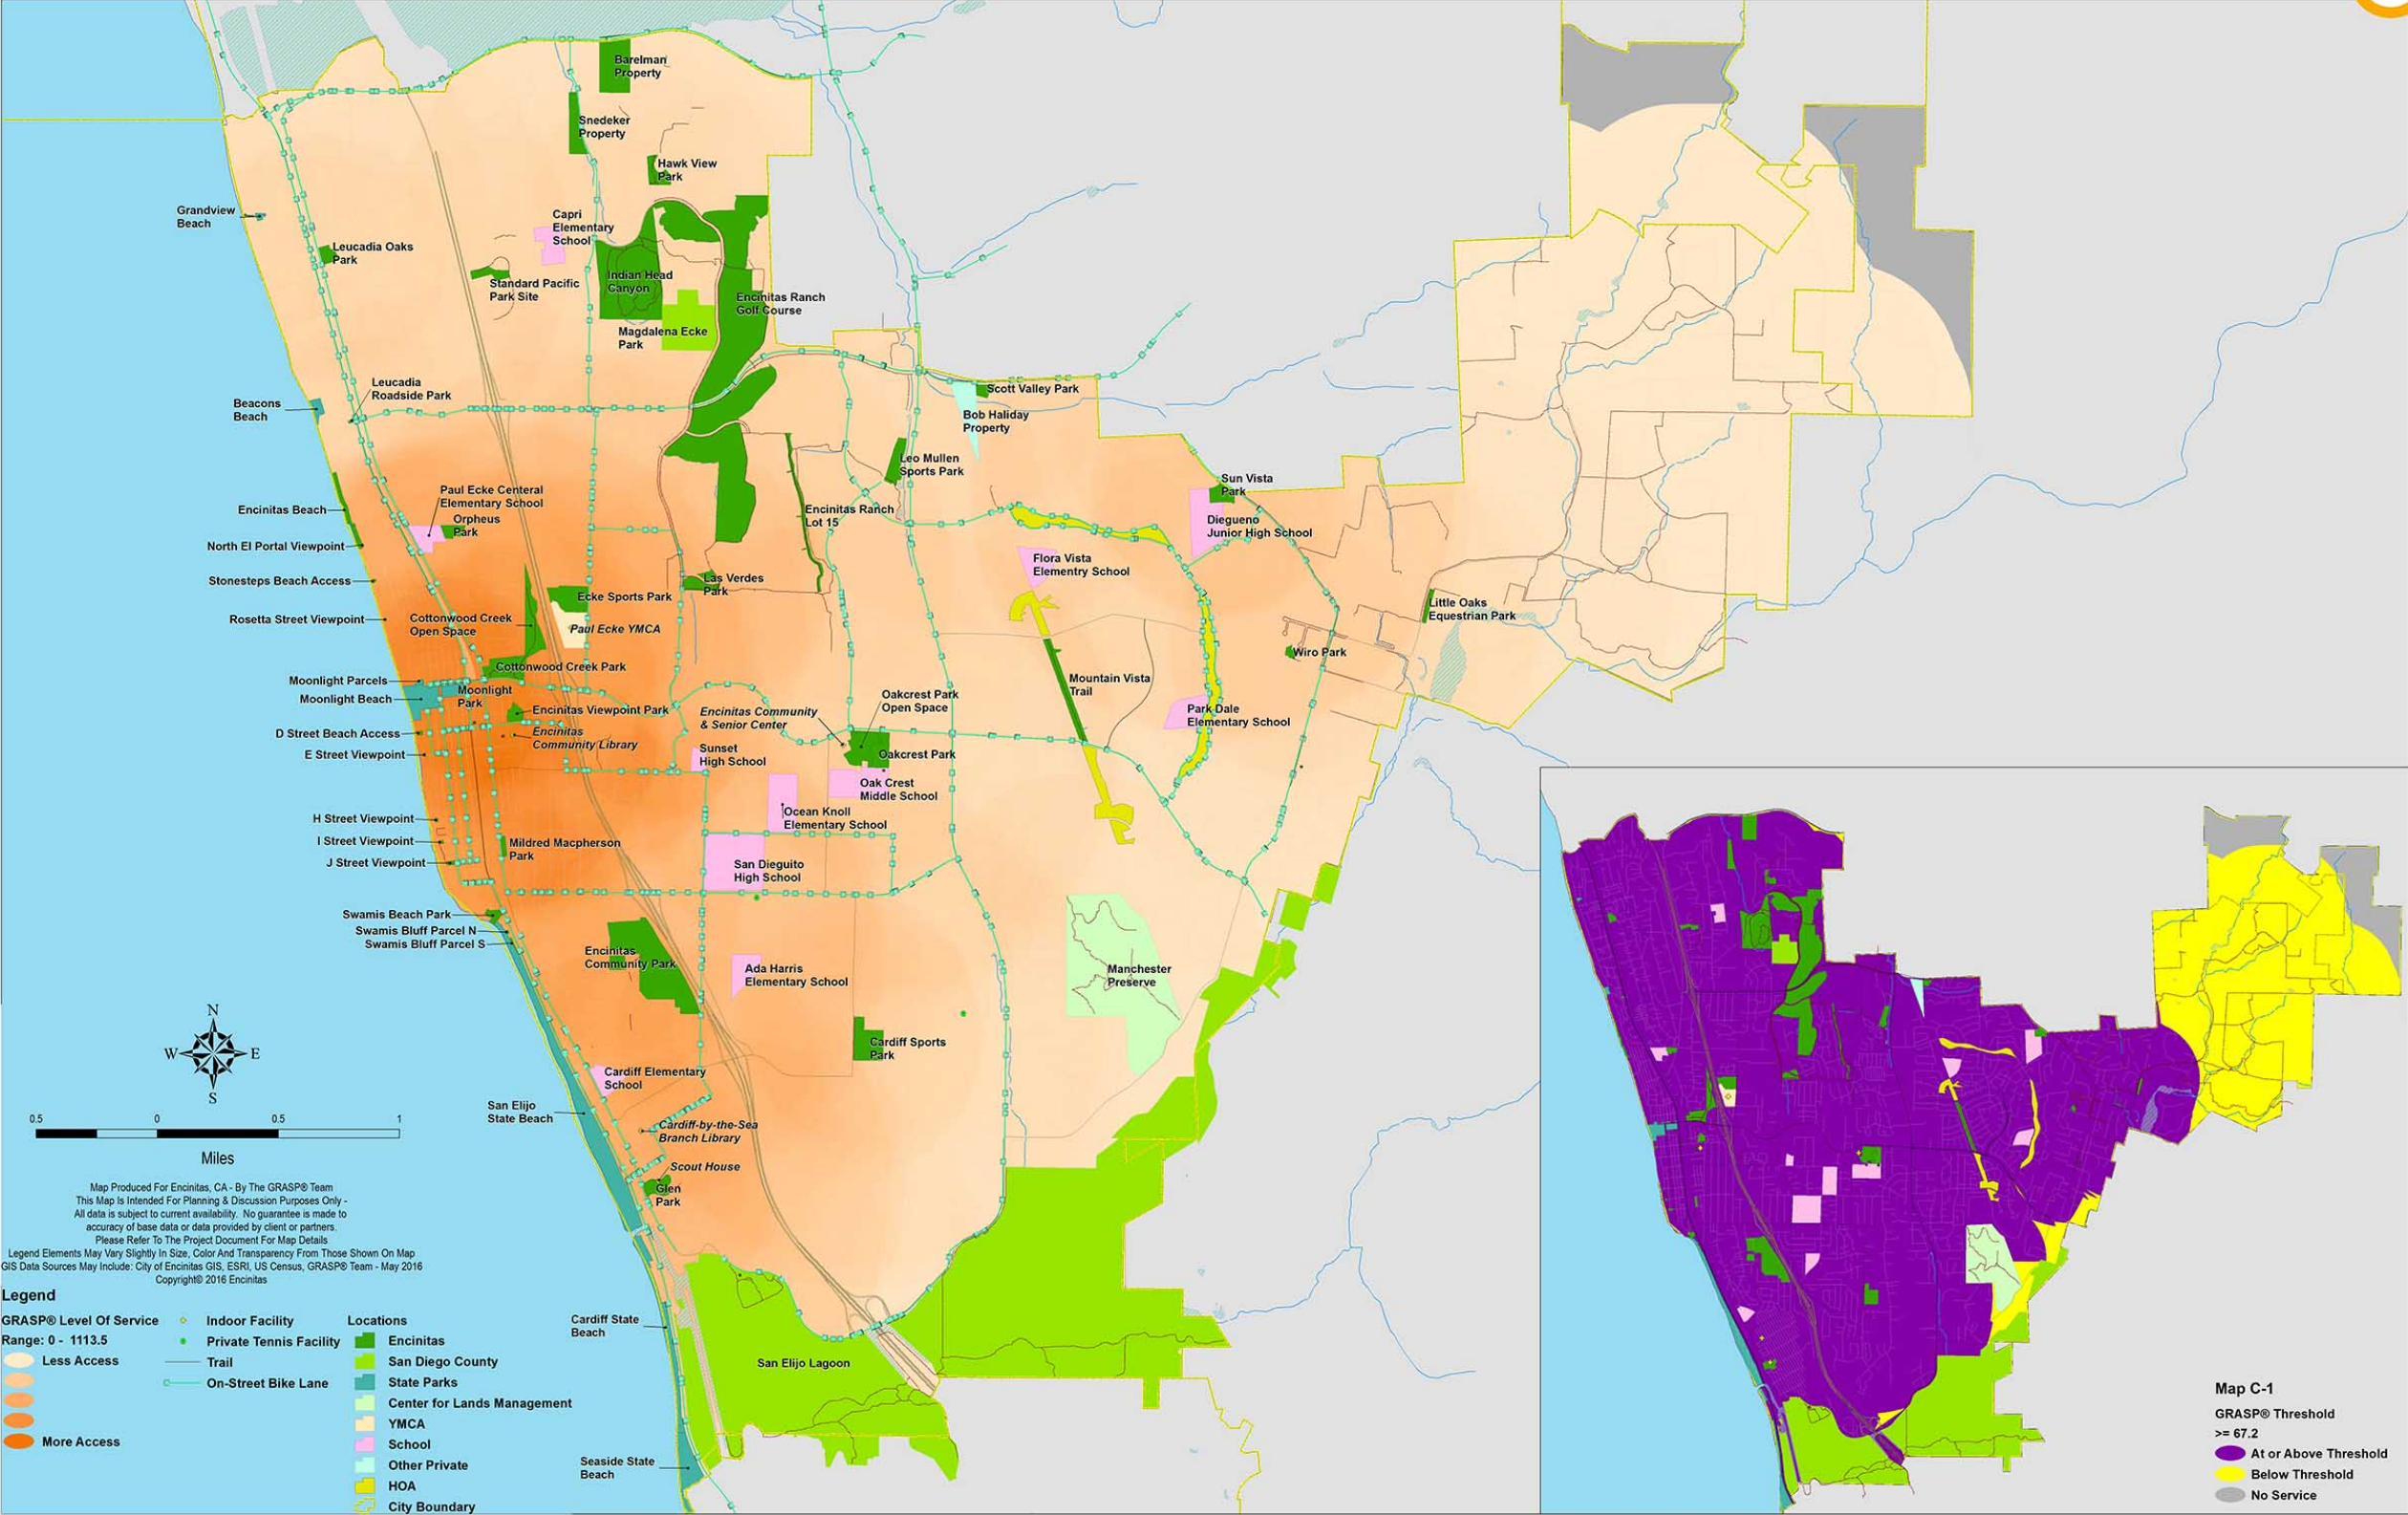 Barelman
Property
Snedeker
Property
Hawk View
Park
Grandview
Beach
Capri
Elementary
School
Leucadia Oaks
Park
Standard Pacific
Park Site
Indian Head
Canyon
Encinitas Ranch
Golf Course
Magdalena Ecke
Park
Leucadia
Roadside Park
Beacons
Beach
Scott Valley Park
Bob Haliday
Property
Leo Mullen
Sports Park
Sun Vista
Park
Paul Ecke Centeral
Elementary School
Orpheus
Park
Encinitas Beach
Encinitas Ranch
Lot 15
Diegueno
Junior High School
North El Portal Viewpoint
Flora Vista
Elementry School
Stonesteps Beach Access
Las Verdes
Park
Ecke Sports Park
Little Oaks
Equestrian Park
Rosetta Street Viewpoint
Cottonwood Creek
Open Space
Paul Ecke YMCA
Wiro Park
Cottonwood Creek Park
Moonlight Parcels
Moonlight Beach
Moonlight
Park
Mountain Vista
Trail
Oakcrest Park
Open Space
Encinitas Viewpoint Park
Encinitas Community
& Senior Center
Park Dale
Elementary School
D Street Beach Access
Encinitas
Community Library
E Street Viewpoint
Sunset
High School
Oakcrest Park
Oak Crest
Middle School
H Street Viewpoint
Ocean Knoll
Elementary School
I Street Viewpoint
Mildred Macpherson
Park
J Street Viewpoint
San Dieguito
High School
Swamis Beach Park
Swamis Bluff Parcel N
Swamis Bluff Parcel S
Encinitas
Community Park
Ada Harris
Elementary School
Manchester
Preserve
Cardiff Sports
Park
Cardiff Elementary
School
San Elijo
State Beach
Cardiff-by-the-Sea
Branch Library
Scout House
Glen
Park
Cardiff State
Beach
San Elijo Lagoon
Seaside State
Beach
N
W E
S
0.5 0 0.5 1
Miles
Map Produced For Encinitas, CA - By The GRASP® Team
This Map Is Intended For Planning & Discussion Purposes Only -
All data is subject to current availability. No guarantee is made to
accuracy of base data or data provided by client or partners.
Please Refer To The Project Document For Map Details
Legend Elements May Vary Slightly In Size, Color And Transparency From Those Shown On Map
GIS Data Sources May Include: City of Encinitas GIS, ESRI, US Census, GRASP® Team - May 2016
Copyright© 2016 Encinitas
Legend
GRASP® Level Of Service
Range: 0 - 1113.5
Less Access
More Access
Indoor Facility
Private Tennis Facility
Trail
On-Street Bike Lane
Locations
Encinitas
San Diego County
State Parks
Center for Lands Management
YMCA
School
Other Private
HOA
City Boundary
Map C-1
GRASP® Threshold
>= 67.2
At or Above Threshold
Below Threshold
No Service